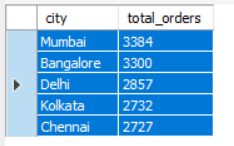 city total_orders
Mumbai 3384
Bangalore 3300
Delhi 2857
Kolkata 2732
Chennai 2727